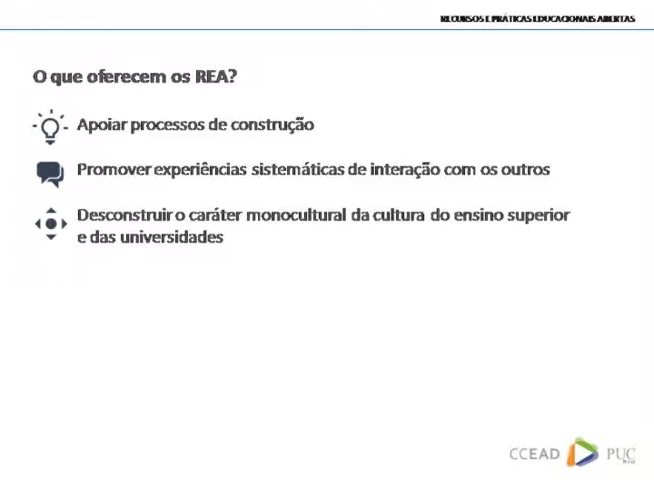 RECURSOS E PRÁTICAS EDUCACIONAIS ABERTAS
O que oferecem os REA?
Apoiar processos de construção
Promover experiências sistemáticas de interação com os outros
Desconstruir o caráter monocultural da cultura do ensino superior
e das universidades
CCEAD PUC
RIO